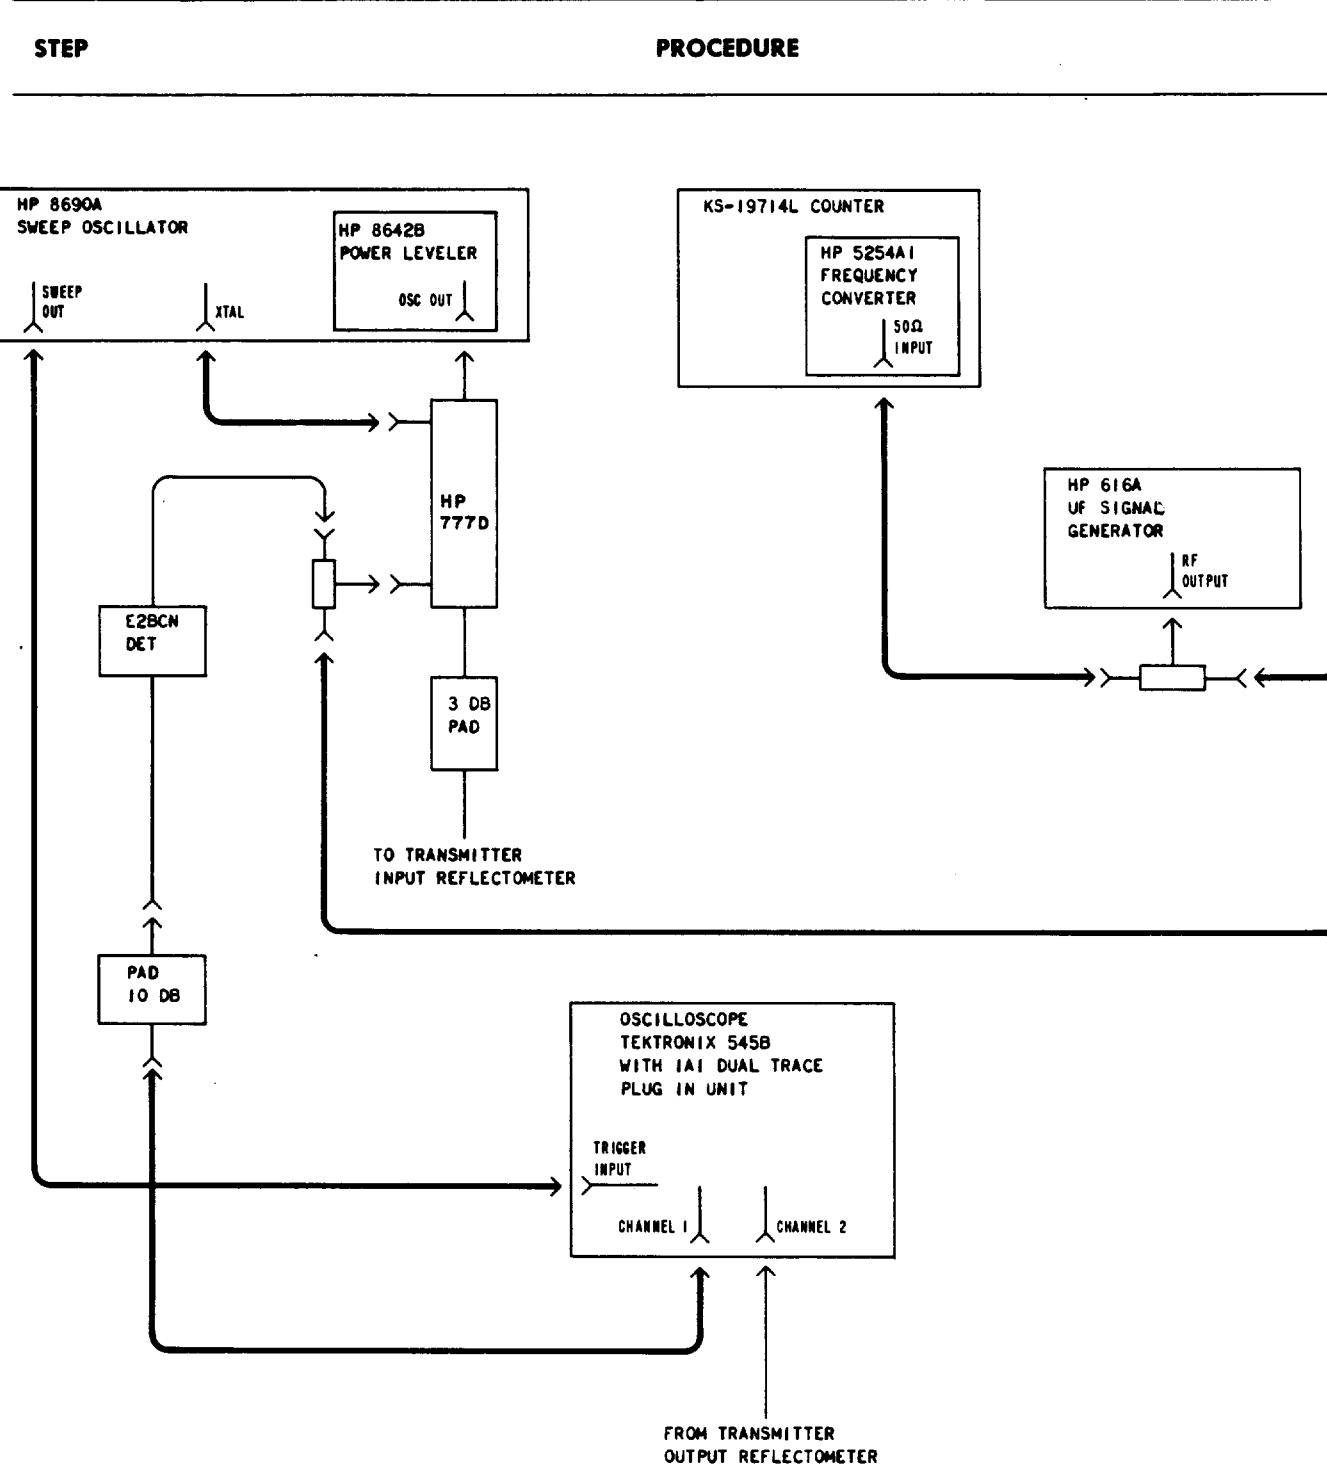 STEP
PROCEDURE
HP 8690A
SWEEP OSCILLATOR
HP 8642B
POWER LEVELER
SWEEP
OUT
XTAL
OSC OUT
KS-19714L COUNTER
HP 5254A1
FREQUENCY
CONVERTER
50Ω
INPUT
HP
777D
HP 616A
UF SIGNAL
GENERATOR
RF
OUTPUT
E2BCN
DET
3 DB
PAD
TO TRANSMITTER
INPUT REFLECTOMETER
PAD
10 DB
OSCILLOSCOPE
TEKTRONIX 545B
WITH 1A1 DUAL TRACE
PLUG IN UNIT
TRIGGER
INPUT
CHANNEL 1
CHANNEL 2
FROM TRANSMITTER
OUTPUT REFLECTOMETER